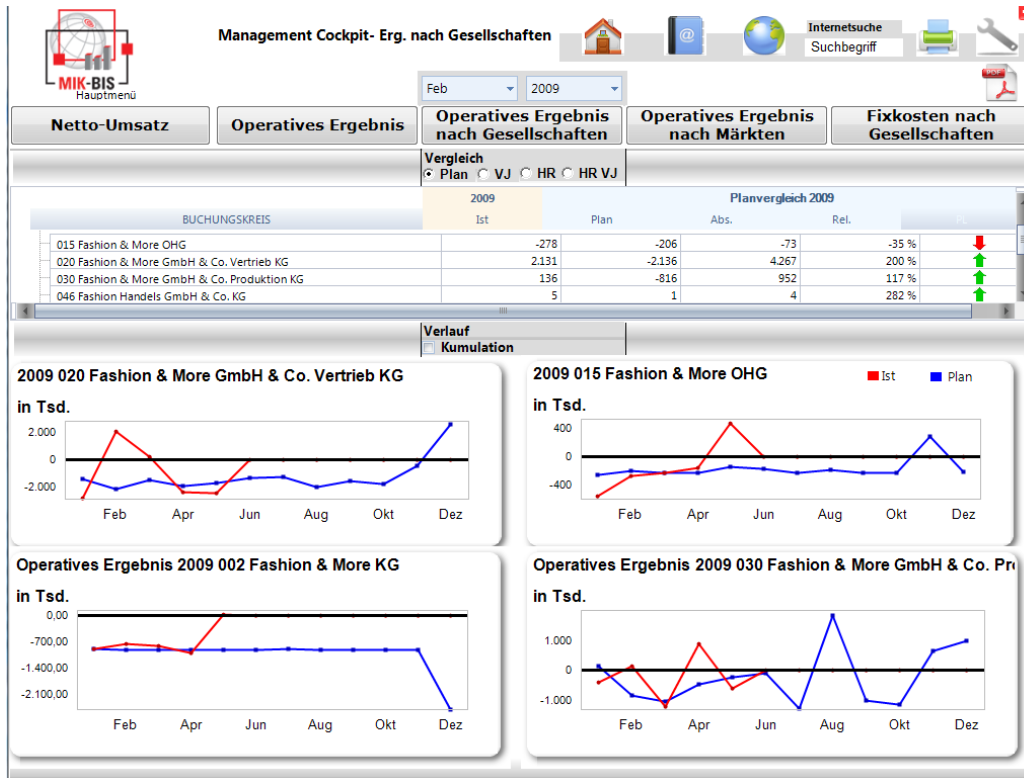 Management Cockpit- Erg. nach Gesellschaften
Internetsuche
Suchbegriff
MIK-BIS
Hauptmenü
PDF
Feb 2009
Netto-Umsatz
Operatives Ergebnis
Operatives Ergebnis nach Gesellschaften
Operatives Ergebnis nach Märkten
Fixkosten nach Gesellschaften
Vergleich
Plan VJ HR HR VJ
2009 Planvergleich 2009
BUCHUNGSKREIS Ist Plan Abs. Rel.
015 Fashion & More OHG -278 -206 -73 -35 %
020 Fashion & More GmbH & Co. Vertrieb KG 2.131 -2.136 4.267 200 %
030 Fashion & More GmbH & Co. Produktion KG 136 -816 952 117 %
046 Fashion Handels GmbH & Co. KG 5 1 4 282 %
Verlauf
Kumulation
2009 020 Fashion & More GmbH & Co. Vertrieb KG
in Tsd.
2.000
0
-2.000
Feb Apr Jun Aug Okt Dez
2009 015 Fashion & More OHG
Ist Plan
in Tsd.
400
0
-400
Feb Apr Jun Aug Okt Dez
Operatives Ergebnis 2009 002 Fashion & More KG
in Tsd.
0,00
-700,00
-1.400,00
-2.100,00
Feb Apr Jun Aug Okt Dez
Operatives Ergebnis 2009 030 Fashion & More GmbH & Co. Pr
in Tsd.
1.000
0
-1.000
Feb Apr Jun Aug Okt Dez